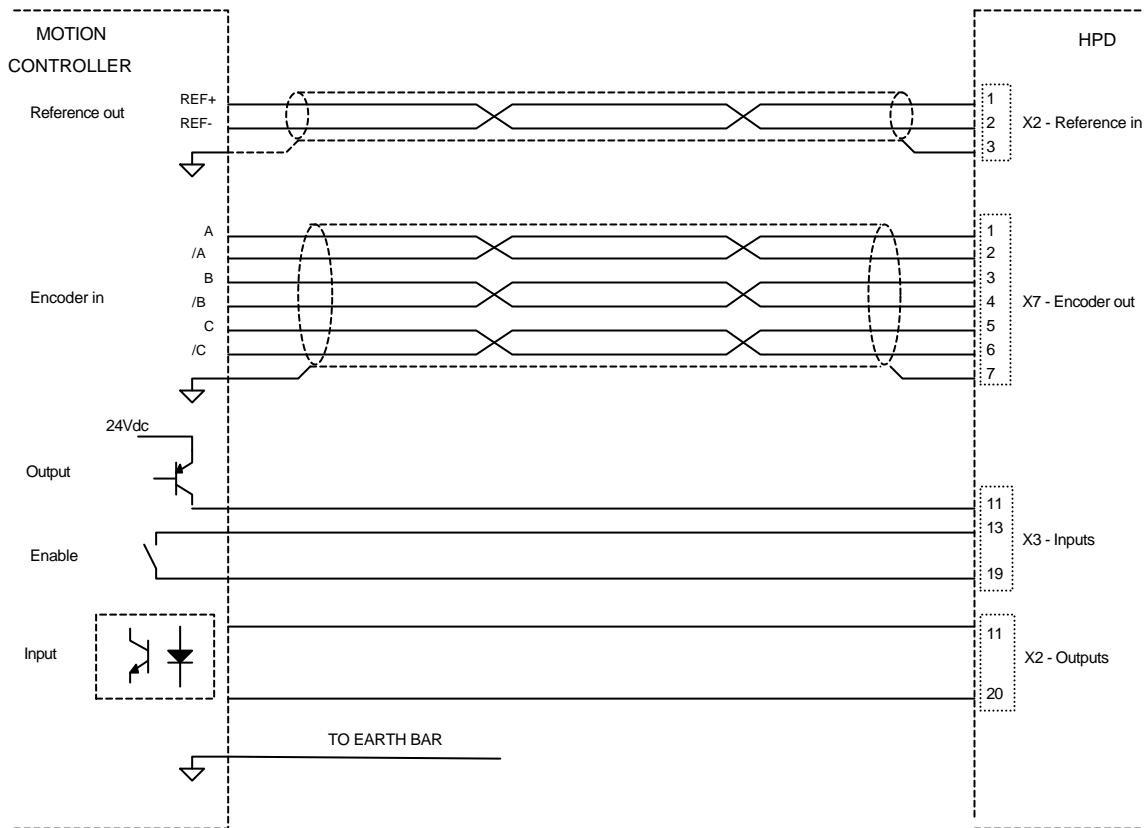 MOTION
CONTROLLER
HPD
Reference out
REF+
REF-
1
2
3
X2 - Reference in
Encoder in
A
/A
B
/B
C
/C
1
2
3
4
5
6
7
X7 - Encoder out
24Vdc
Output
Enable
11
13
19
X3 - Inputs
Input
11
20
X2 - Outputs
TO EARTH BAR